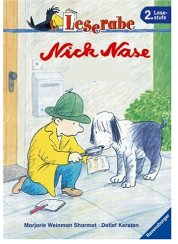 Leserabe
2. Lese-
stufe
Nick Nase
Marjorie Weinman Sharmat · Detlef Kersten
Ravensburger